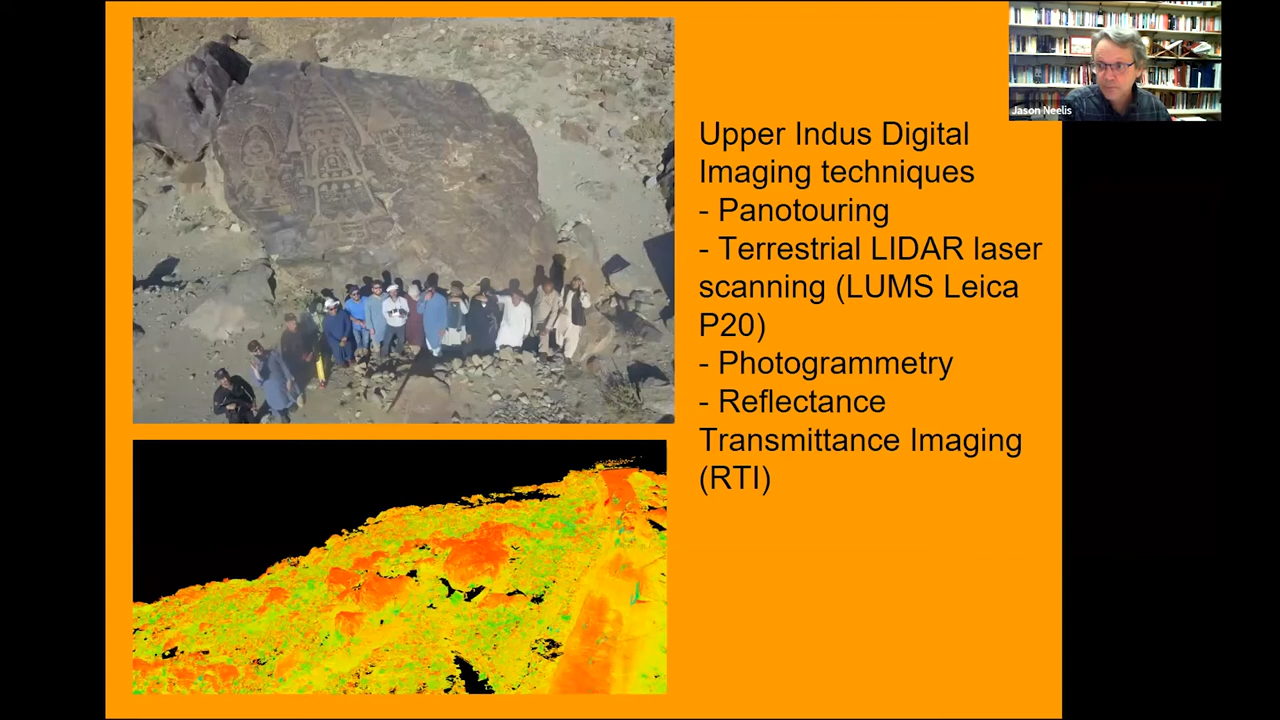 Jason Neelis
Upper Indus Digital
Imaging techniques
- Panotouring
- Terrestrial LIDAR laser
scanning (LUMS Leica
P20)
- Photogrammetry
- Reflectance
Transmittance Imaging
(RTI)